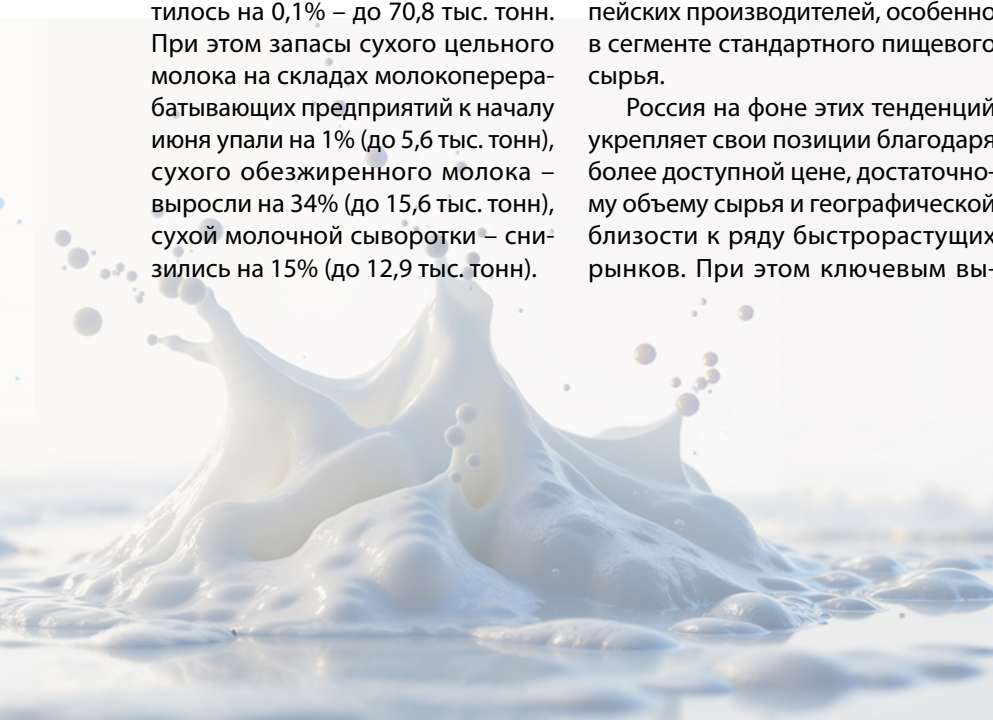 тилось на 0,1% – до 70,8 тыс. тонн.
При этом запасы сухого цельного
молока на складах молокоперера-
батывающих предприятий к началу
июня упали на 1% (до 5,6 тыс. тонн),
сухого обезжиренного молока –
выросли на 34% (до 15,6 тыс. тонн),
сухой молочной сыворотки – сни-
зились на 15% (до 12,9 тыс. тонн).
пейских производителей, особенно
в сегменте стандартного пищевого
сырья.
Россия на фоне этих тенденций
укрепляет свои позиции благодаря
более доступной цене, достаточно-
му объему сырья и географической
близости к ряду быстрорастущих
рынков. При этом ключевым вы-